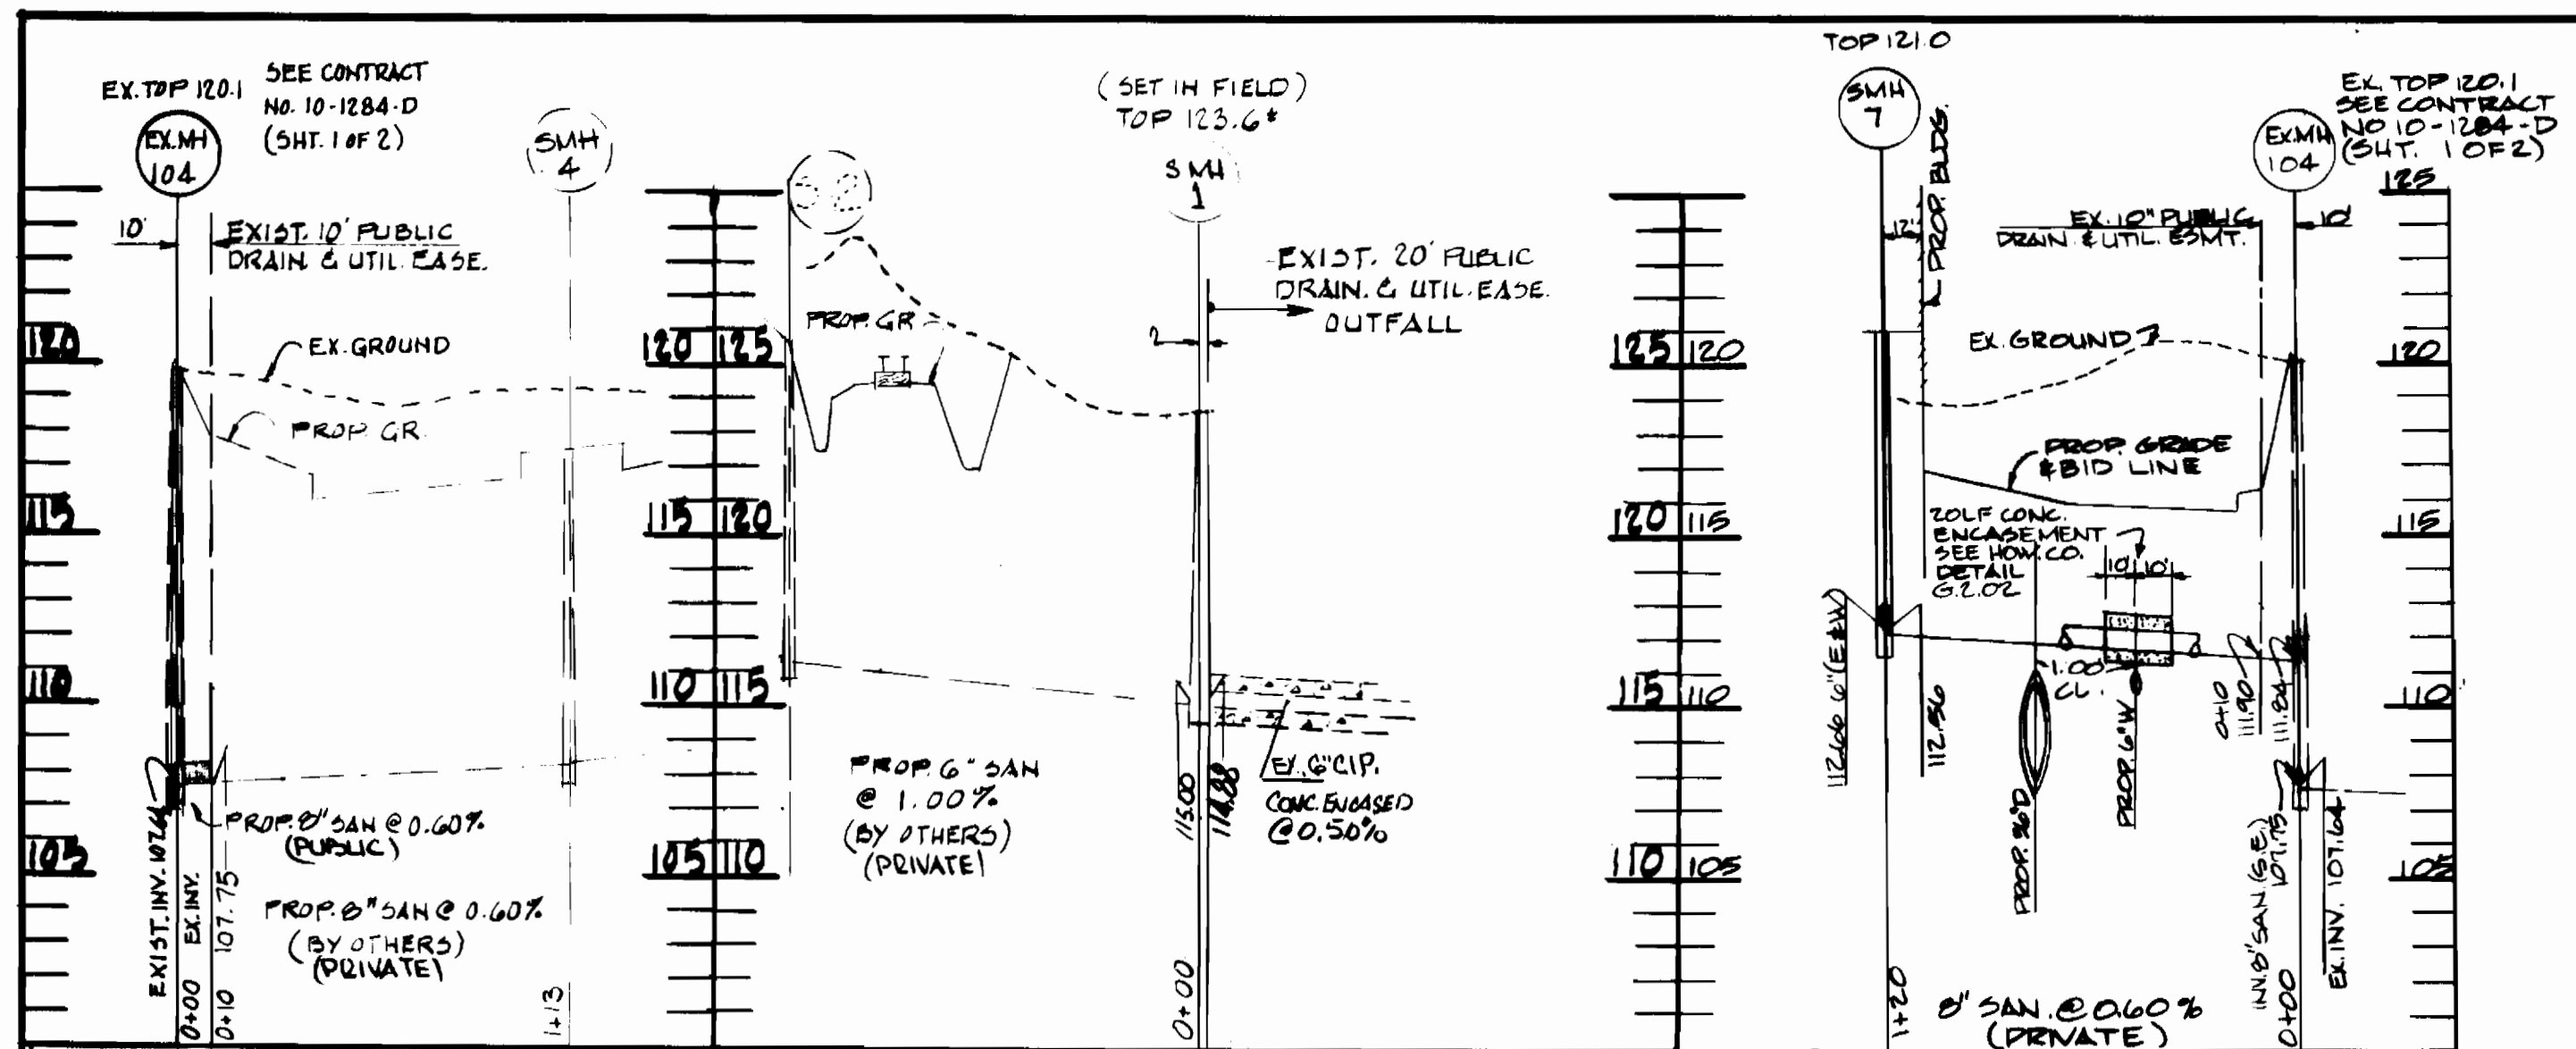 EX. TOP 120.1
SEE CONTRACT
NO. 10-1284-D
(SHT. 1 OF 2)
EX.MH
104
SMH
4
10'
EXIST. 10' PUBLIC
DRAIN & UTIL. EASE.
EX. GROUND
PROP. GR.
120
115
110
105
EXIST. INV.
0+00 EX. INV.
0+10 107.75
PROP. 8" SAN @ 0.60%
(PUBLIC)
PROP. 8" SAN @ 0.60%
(BY OTHERS)
(PRIVATE)
1+13
120 125
115 120
110 115
105 110
(SET IN FIELD)
TOP 123.6*
SMH
1
PROP. GR
2
EXIST. 20' PUBLIC
DRAIN. & UTIL. EASE.
OUTFALL
PROP. 6" SAN
@ 1.00%
(BY OTHERS)
(PRIVATE)
115.00
114.88
EX. 6" C.I.P.
CONC. ENCASED
@ 0.50%
0+00
125 120
120 115
115 110
110 105
TOP 121.0
SMH
7
12'
PROP. BLDG.
EX. TOP 120.1
SEE CONTRACT
NO 10-1284-D
(SHT. 1 OF 2)
EX.MH
104
EX. 10" PUBLIC
DRAIN & UTIL. ESMT.
10'
EX. GROUND
PROP. GRADE
& BID LINE
20LF CONC.
ENCASEMENT
SEE HOW. CO.
DETAIL
G.2.02
10' 10'
1.00'
CL.
112.66 6" (E&W)
112.56
PROP. 6"W
0+10
111.90
111.84
INV. 8" SAN. (S.E.)
107.75
EX. INV. 107.64
1+20
0+00
8" SAN. @ 0.60%
(PRIVATE)
125
120
115
110
105